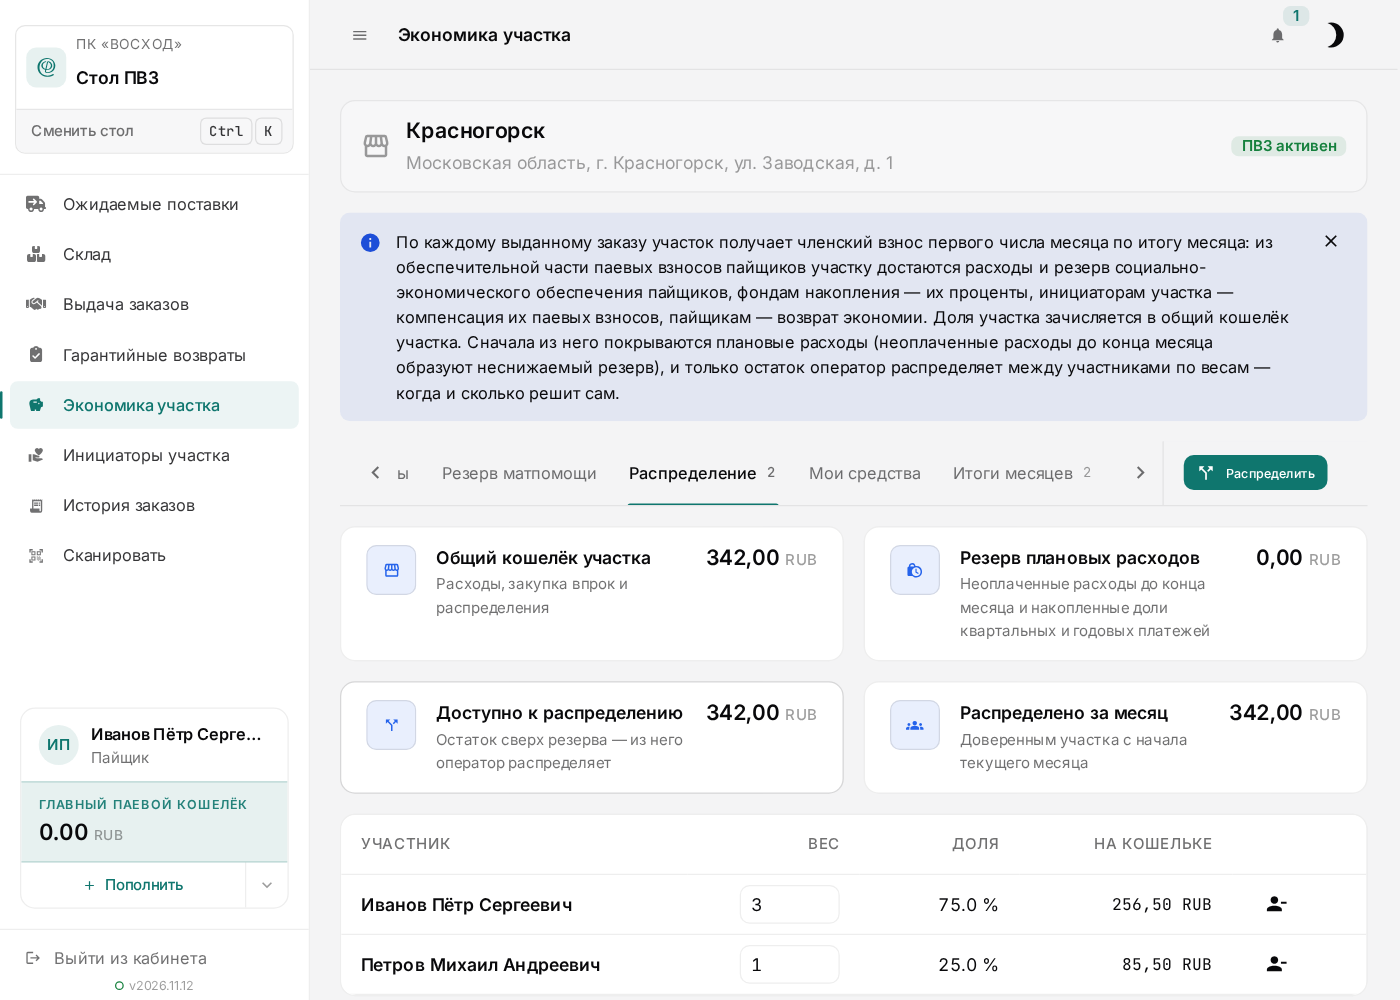 ПК «ВОСХОД»
Стол ПВЗ
Сменить стол
Ctrl K
Ожидаемые поставки
Склад
Выдача заказов
Гарантийные возвраты
Экономика участка
Инициаторы участка
История заказов
Сканировать
ИП
Иванов Пётр Серге...
Пайщик
ГЛАВНЫЙ ПАЕВОЙ КОШЕЛЁК
0.00 RUB
+ Пополнить
Выйти из кабинета
v2026.11.12
Экономика участка
1
Красногорск
Московская область, г. Красногорск, ул. Заводская, д. 1
ПВЗ активен
По каждому выданному заказу участок получает членский взнос первого числа месяца по итогу месяца: из
обеспечительной части паевых взносов пайщиков участку достаются расходы и резерв социально-
экономического обеспечения пайщиков, фондам накопления — их проценты, инициаторам участка —
компенсация их паевых взносов, пайщикам — возврат экономии. Доля участка зачисляется в общий кошелёк
участка. Сначала из него покрываются плановые расходы (неоплаченные расходы до конца месяца
образуют неснижаемый резерв), и только остаток оператор распределяет между участниками по весам —
когда и сколько решит сам.
ы Резерв матпомощи Распределение 2 Мои средства Итоги месяцев 2
Распределить
Общий кошелёк участка 342,00 RUB
Расходы, закупка впрок и
распределения
Резерв плановых расходов 0,00 RUB
Неоплаченные расходы до конца
месяца и накопленные доли
квартальных и годовых платежей
Доступно к распределению 342,00 RUB
Остаток сверх резерва — из него
оператор распределяет
Распределено за месяц 342,00 RUB
Доверенным участка с начала
текущего месяца
УЧАСТНИК ВЕС ДОЛЯ НА КОШЕЛЬКЕ
Иванов Пётр Сергеевич 3 75.0 % 256,50 RUB
Петров Михаил Андреевич 1 25.0 % 85,50 RUB